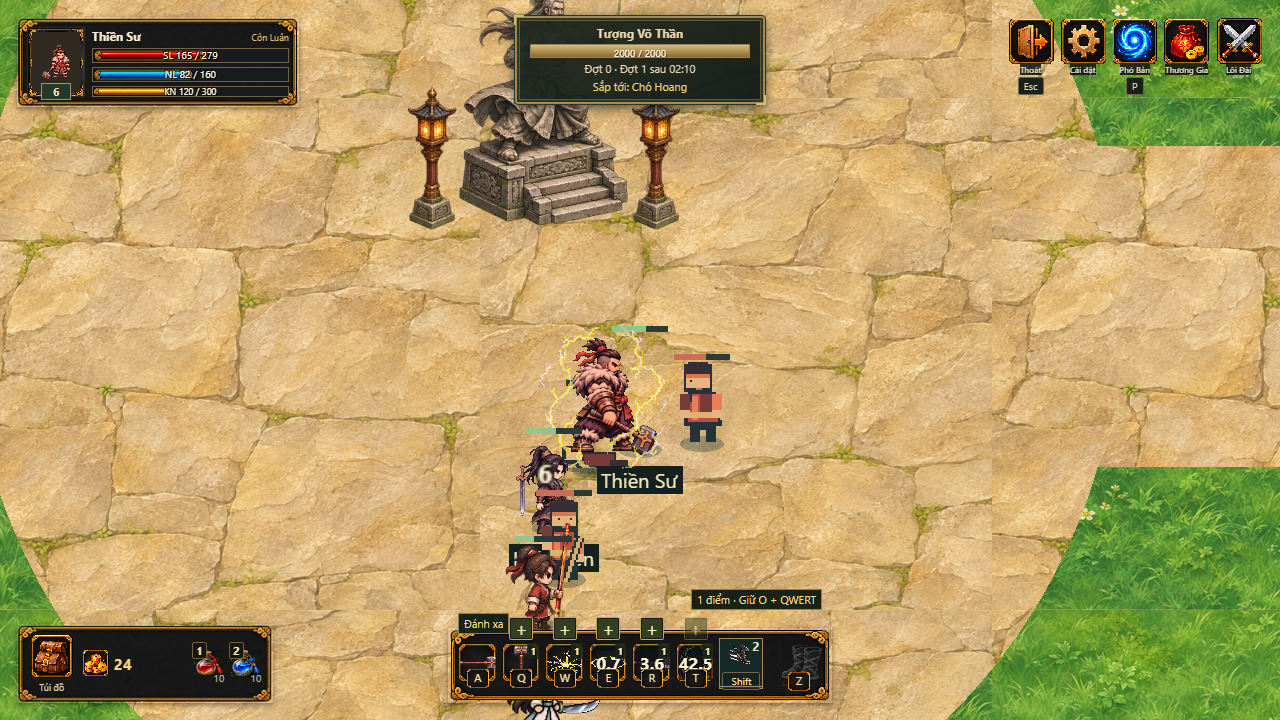 Thiền Sư
Côn Luân
SL 165 / 279
NL 82 / 160
KN 120 / 300
6
Tượng Võ Thần
2000 / 2000
Đợt 0 · Đợt 1 sau 02:10
Sắp tới: Chó Hoang
Thoát
Cài đặt
Phó Bản
Thương Gia
Lôi Đài
Esc
P
6
Thiền Sư
1 điểm · Giữ O + QWERT
Đánh xa
+ + + + +
Túi đồ
24
1
10
2
10
A
1
Q
1
W
1
0.7
E
1
3.6
R
1
42.5
T
2
Shift
Z